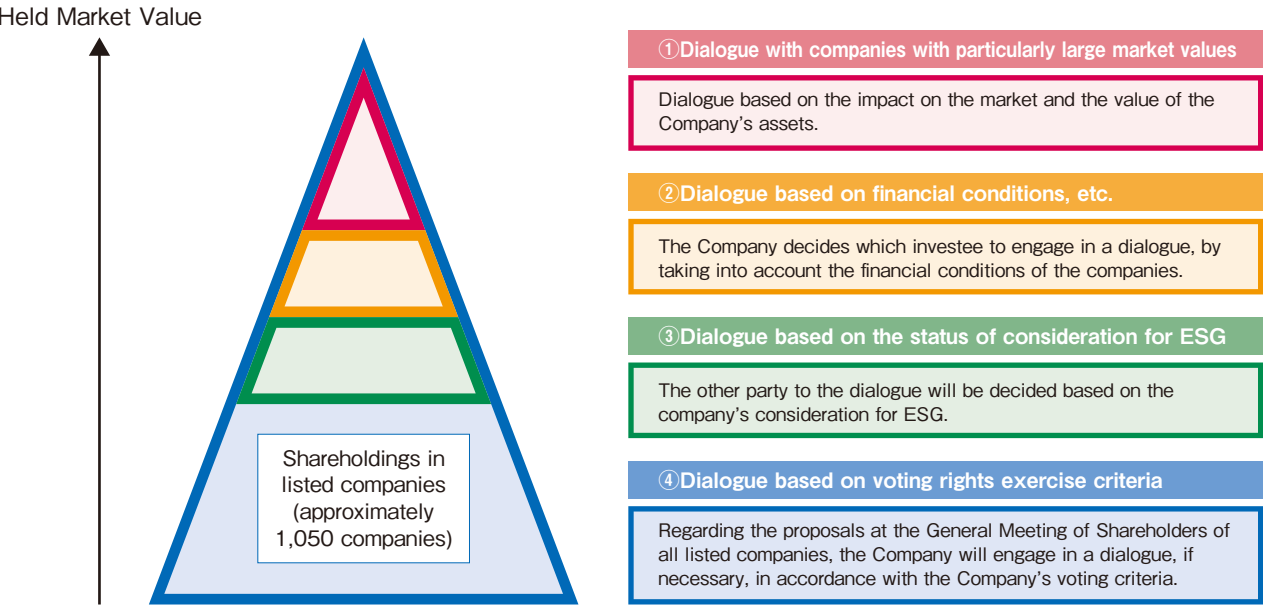 Held Market Value
①Dialogue with companies with particularly large market values
Dialogue based on the impact on the market and the value of the
Company's assets.
②Dialogue based on financial conditions, etc.
The Company decides which investee to engage in a dialogue, by
taking into account the financial conditions of the companies.
③Dialogue based on the status of consideration for ESG
The other party to the dialogue will be decided based on the
company's consideration for ESG.
Shareholdings in
listed companies
(approximately
1,050 companies)
④Dialogue based on voting rights exercise criteria
Regarding the proposals at the General Meeting of Shareholders of
all listed companies, the Company will engage in a dialogue, if
necessary, in accordance with the Company's voting criteria.